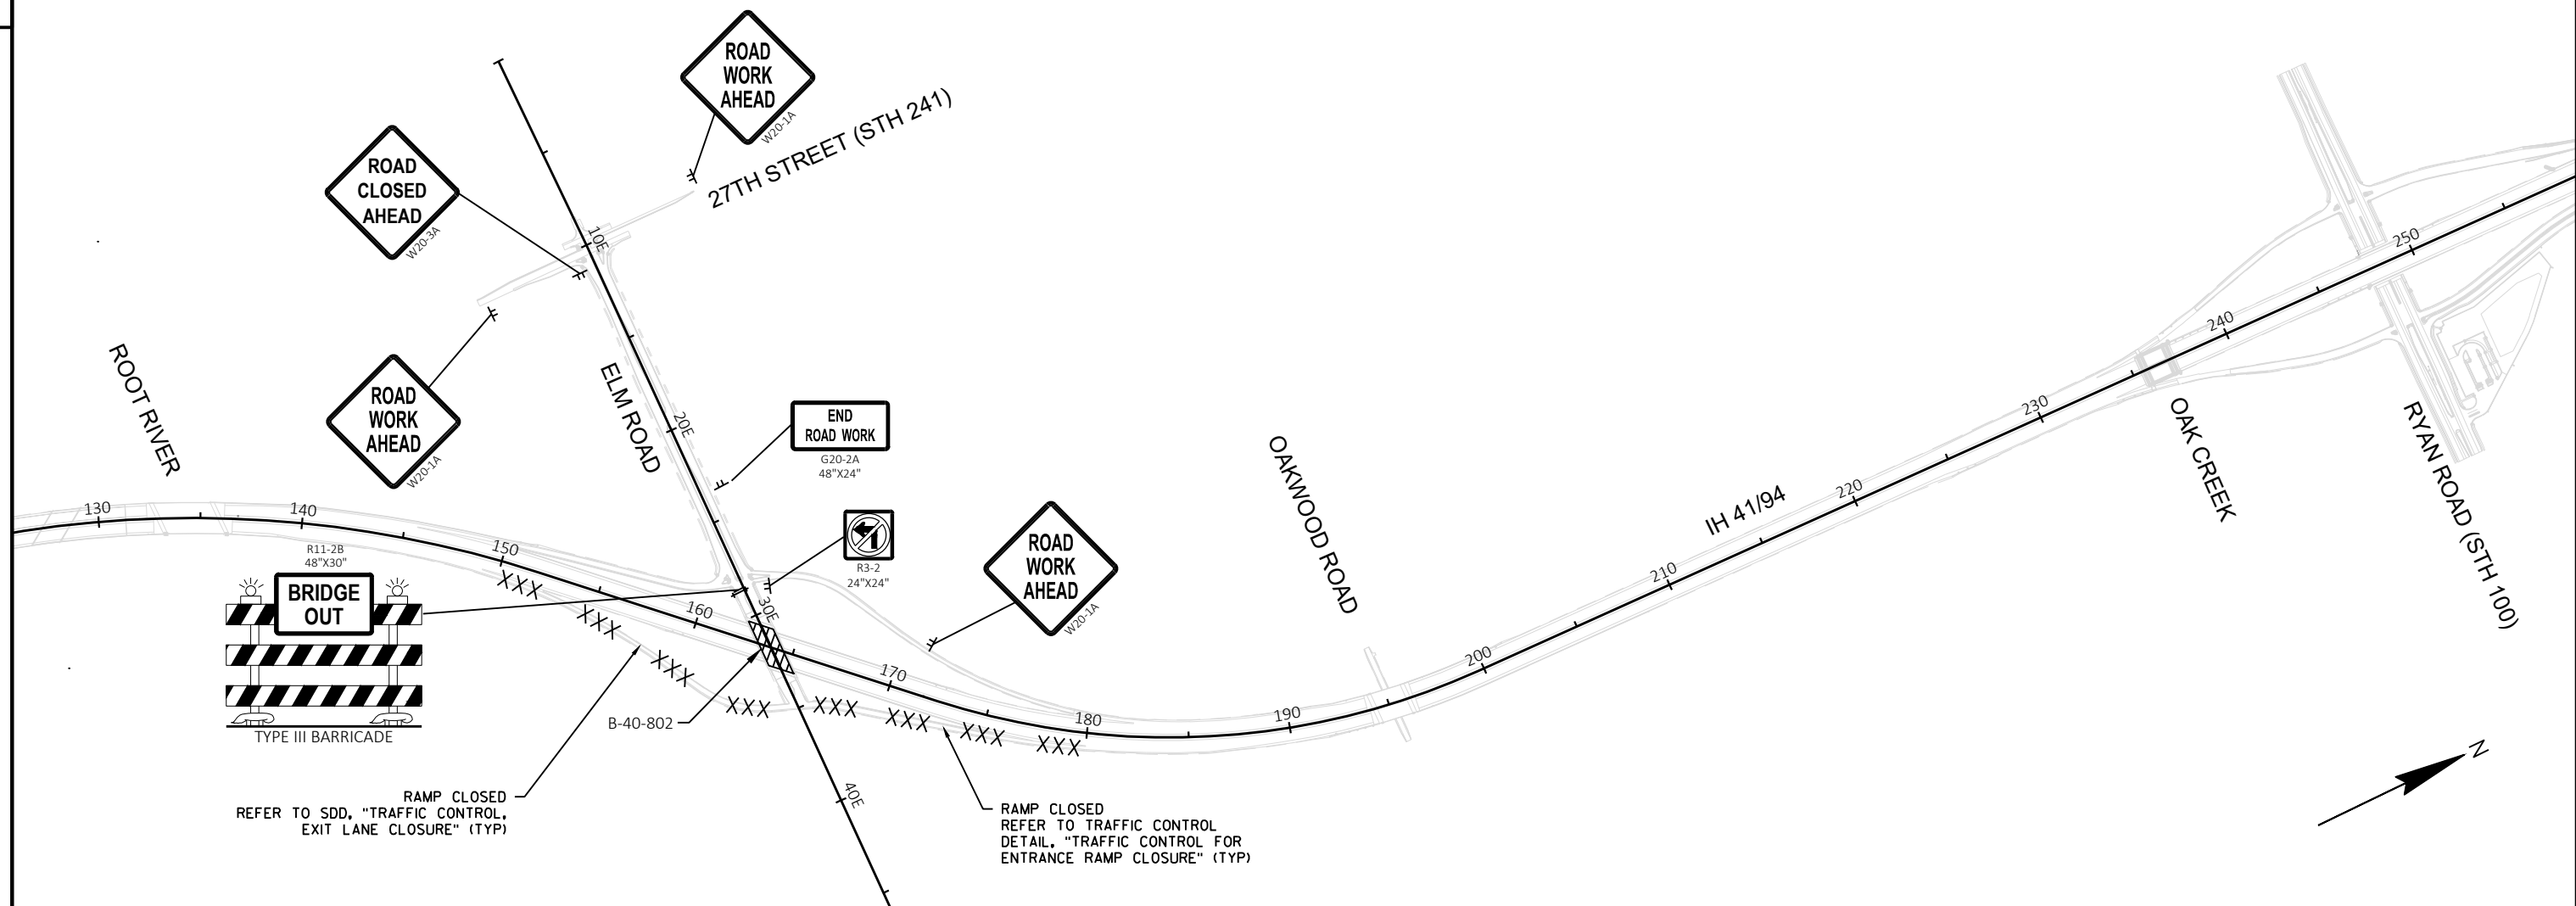 ROAD
WORK
AHEAD
W20-1A
27TH STREET (STH 241)
ROAD
CLOSED
AHEAD
W20-3A
10E
ROAD
WORK
AHEAD
W20-1A
ROOT RIVER
ELM ROAD
20E
END
ROAD WORK
G20-2A
48"X24"
R3-2
24"X24"
ROAD
WORK
AHEAD
W20-1A
OAKWOOD ROAD
IH 41/94
OAK CREEK
RYAN ROAD (STH 100)
130
140
150
160
30E
170
180
190
200
210
220
230
240
250
R11-2B
48"X30"
BRIDGE
OUT
TYPE III BARRICADE
XXX
XXX
XXX
XXX
XXX
XXX
XXX
XXX
B-40-802
40E
RAMP CLOSED
REFER TO SDD, "TRAFFIC CONTROL,
EXIT LANE CLOSURE" (TYP)
RAMP CLOSED
REFER TO TRAFFIC CONTROL
DETAIL, "TRAFFIC CONTROL FOR
ENTRANCE RAMP CLOSURE" (TYP)
N